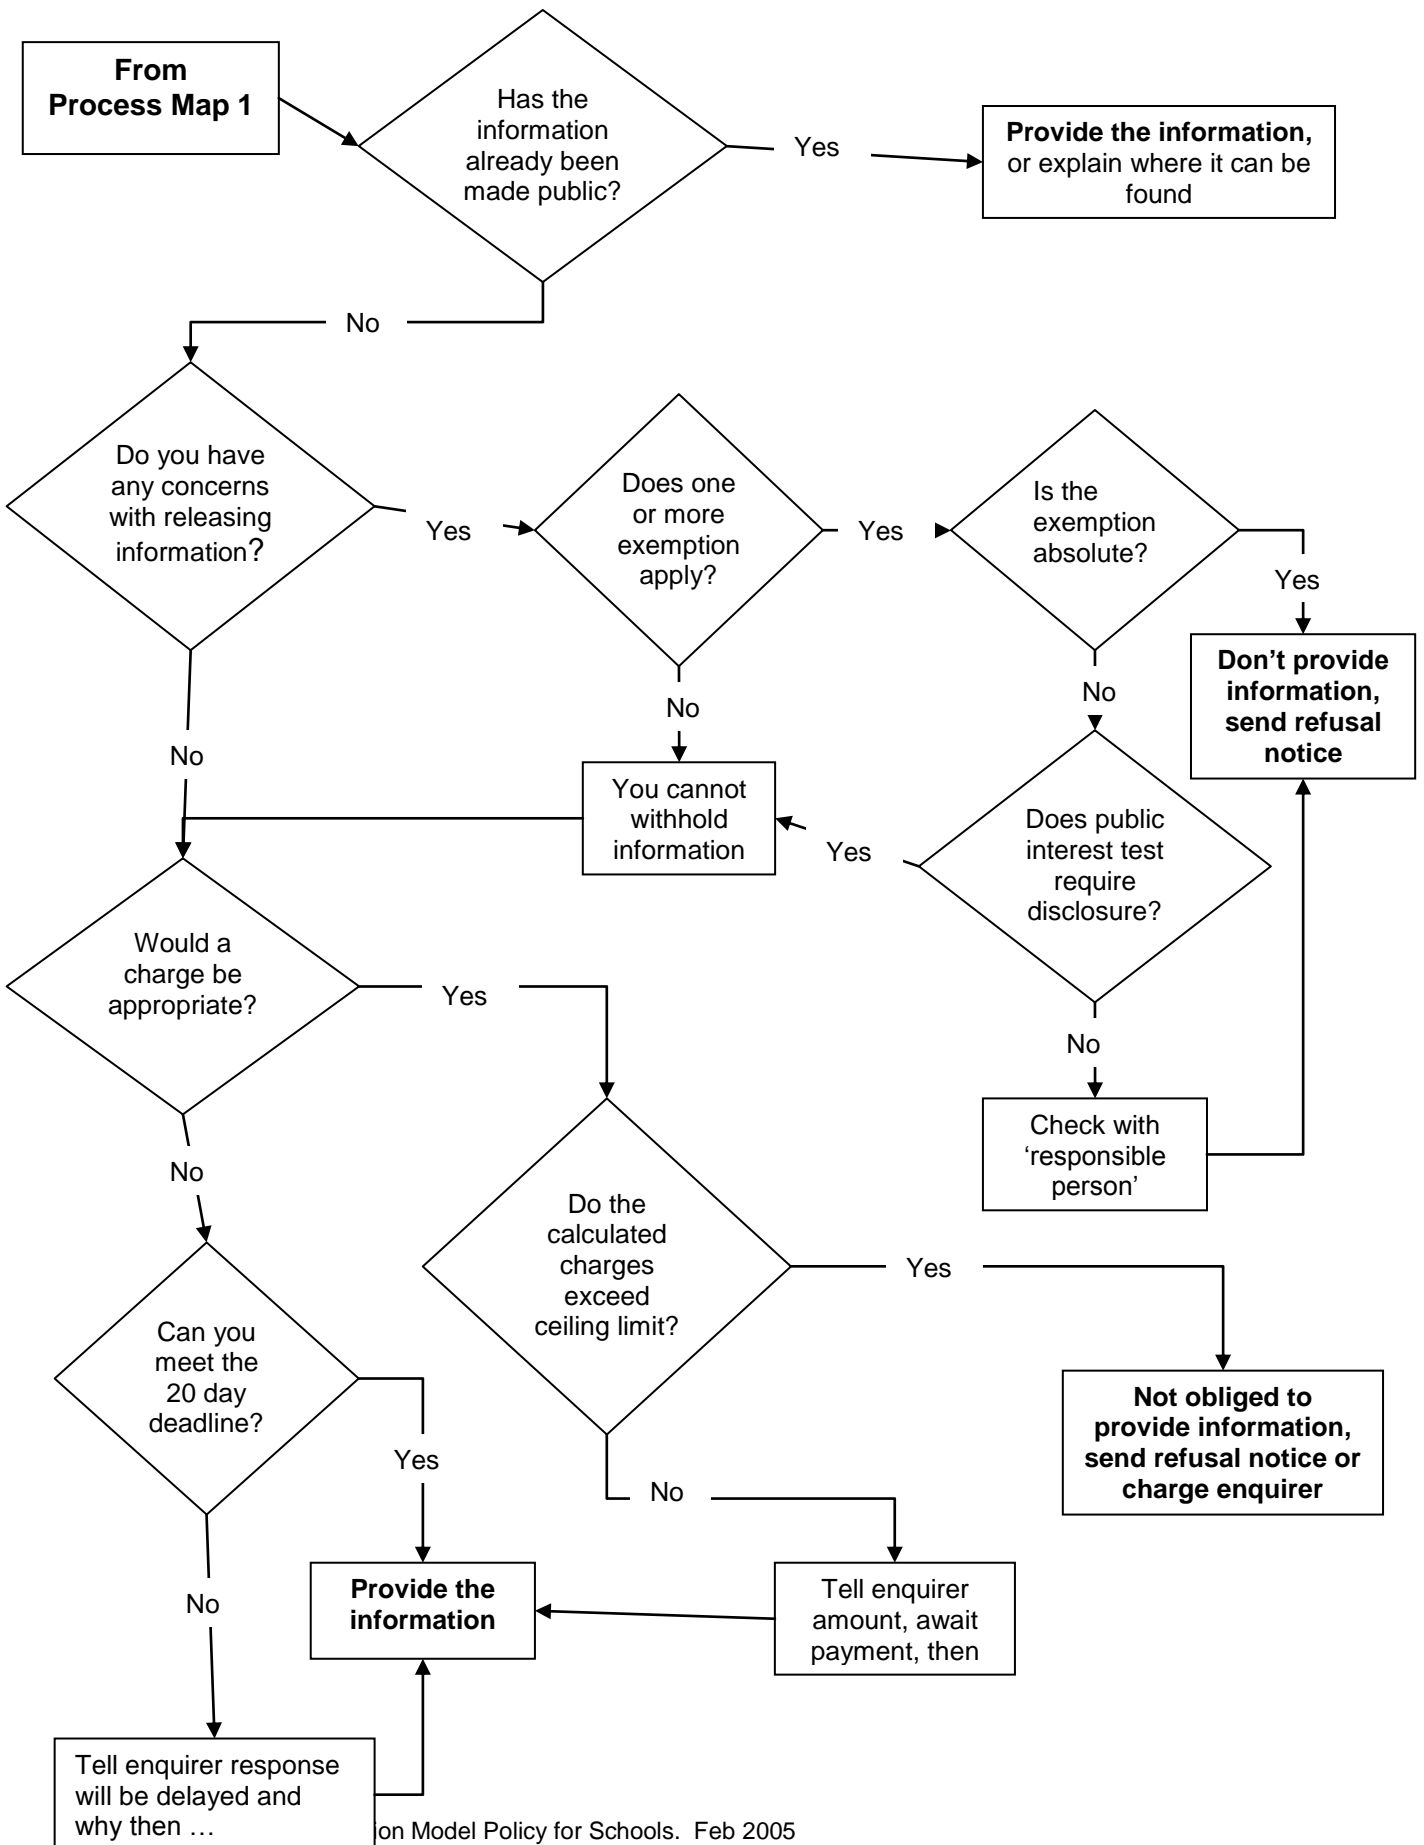 From
Process Map 1
Has the
information
already been
made public?
Yes
Provide the information,
or explain where it can be
found
No
Do you have
any concerns
with releasing
information?
Yes
Does one
or more
exemption
apply?
Yes
Is the
exemption
absolute?
Yes
Don't provide
information,
send refusal
notice
No
No
No
You cannot
withhold
information
Yes
Does public
interest test
require
disclosure?
Would a
charge be
appropriate?
Yes
No
Check with
‘responsible
person’
No
Do the
calculated
charges
exceed
ceiling limit?
Yes
Can you
meet the
20 day
deadline?
Not obliged to
provide information,
send refusal notice or
charge enquirer
Yes
No
No
Provide the
information
Tell enquirer
amount, await
payment, then
Tell enquirer response
will be delayed and
why then …
ion Model Policy for Schools. Feb 2005